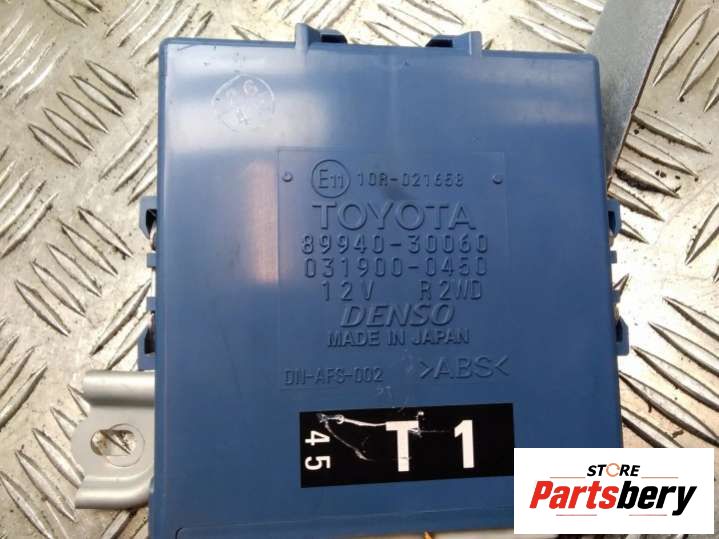 E11 10R-021658
TOYOTA
89940-30060
031900-0450
12V R2WD
DENSO
MADE IN JAPAN
DN-AFS-002 >ABS<
45 T1
STORE
Partsbery